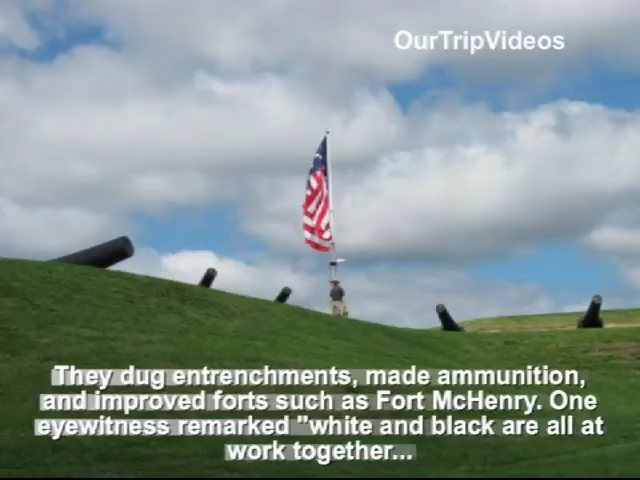 OurTripVideos
They dug entrenchments, made ammunition,
and improved forts such as Fort McHenry. One
eyewitness remarked "white and black are all at
work together...